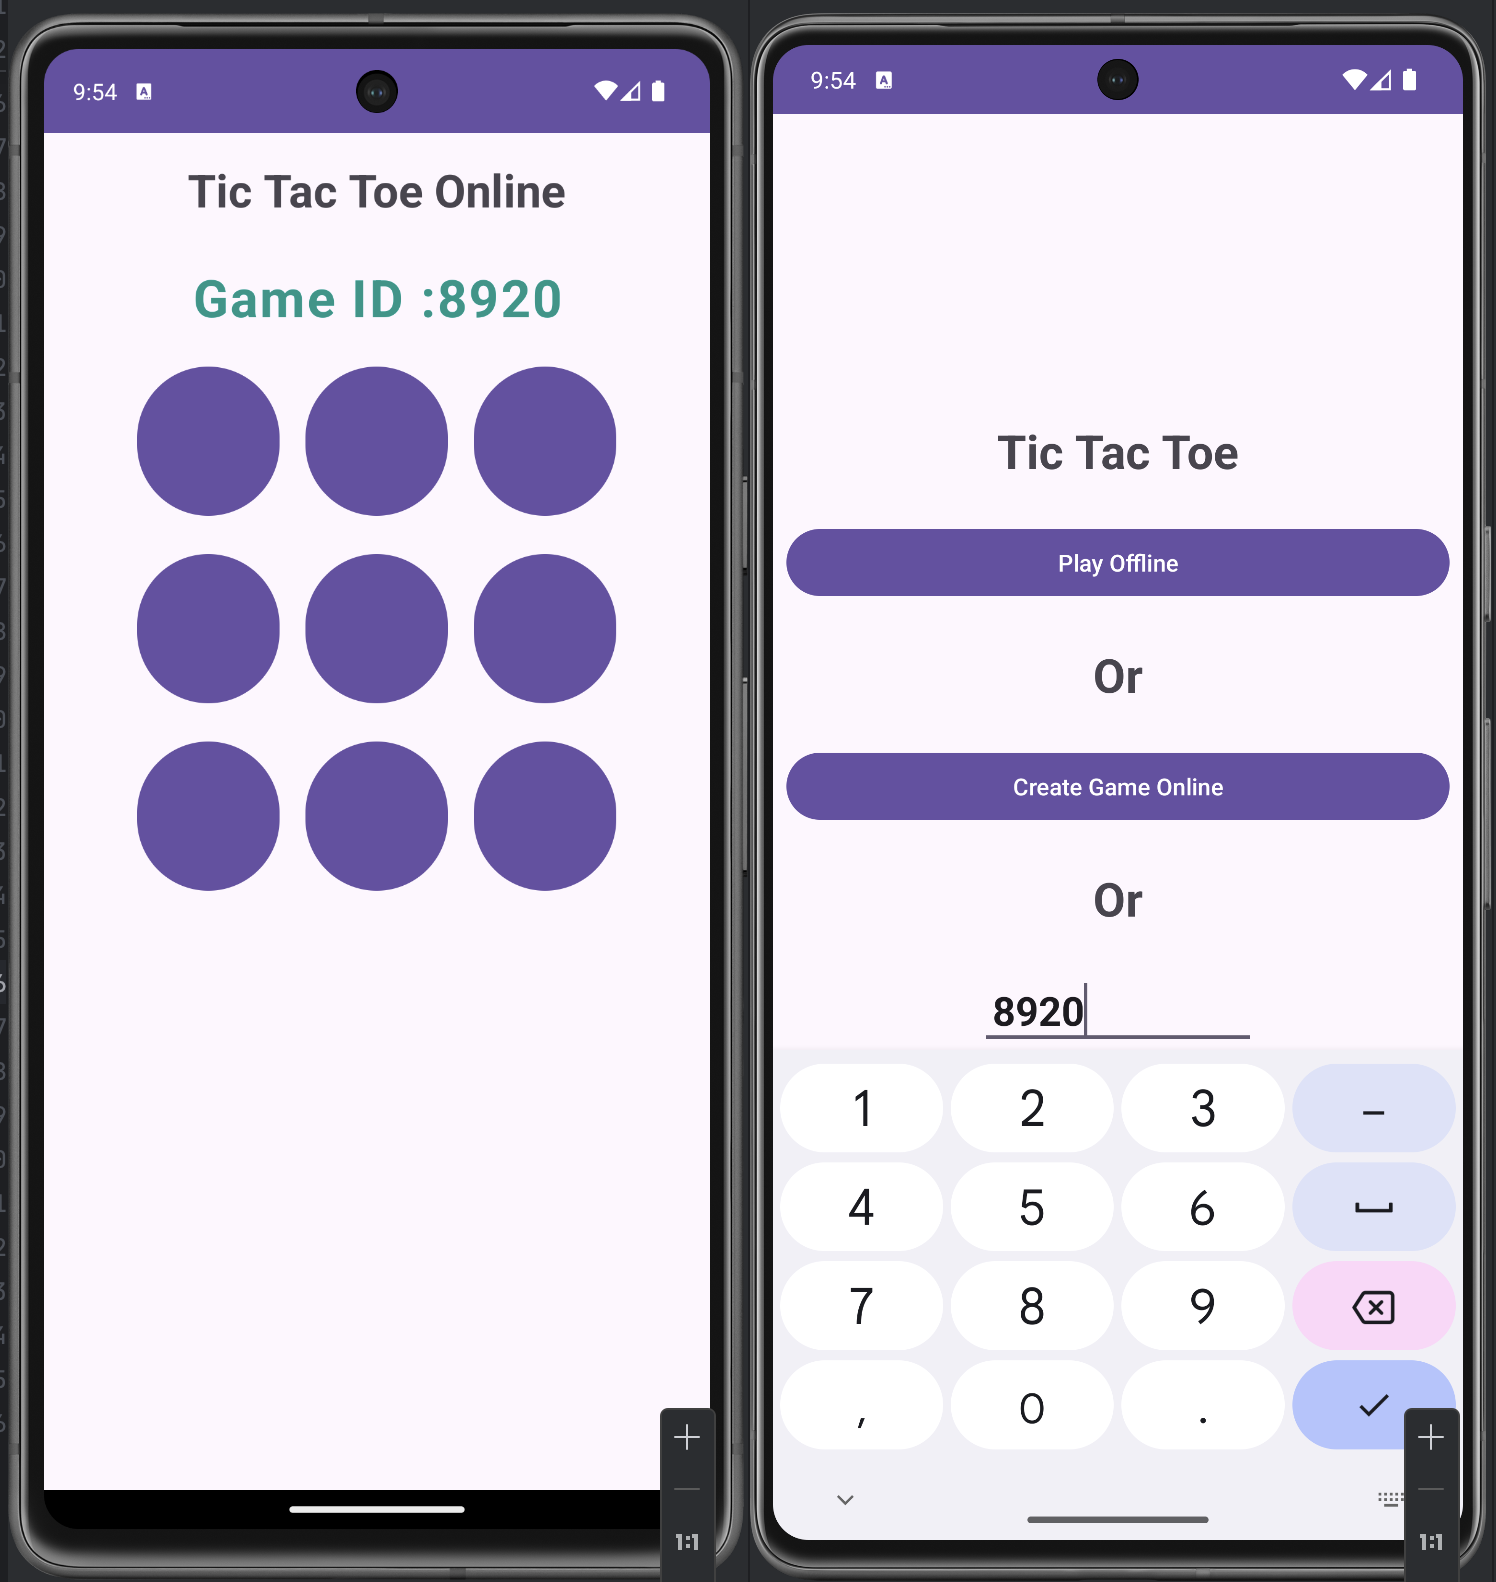 9:54
Tic Tac Toe Online
Game ID :8920
1:1
9:54
Tic Tac Toe
Play Offline
Or
Create Game Online
Or
8920
1 2 3 –
4 5 6
7 8 9
, 0 .
1:1